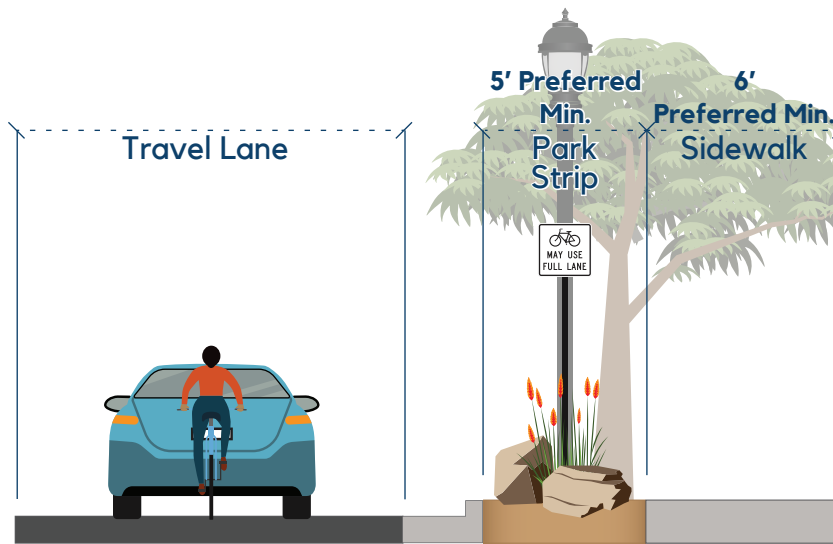 Travel Lane
5' Preferred
Min.
Park
Strip
6'
Preferred Min.
Sidewalk
MAY USE
FULL LANE